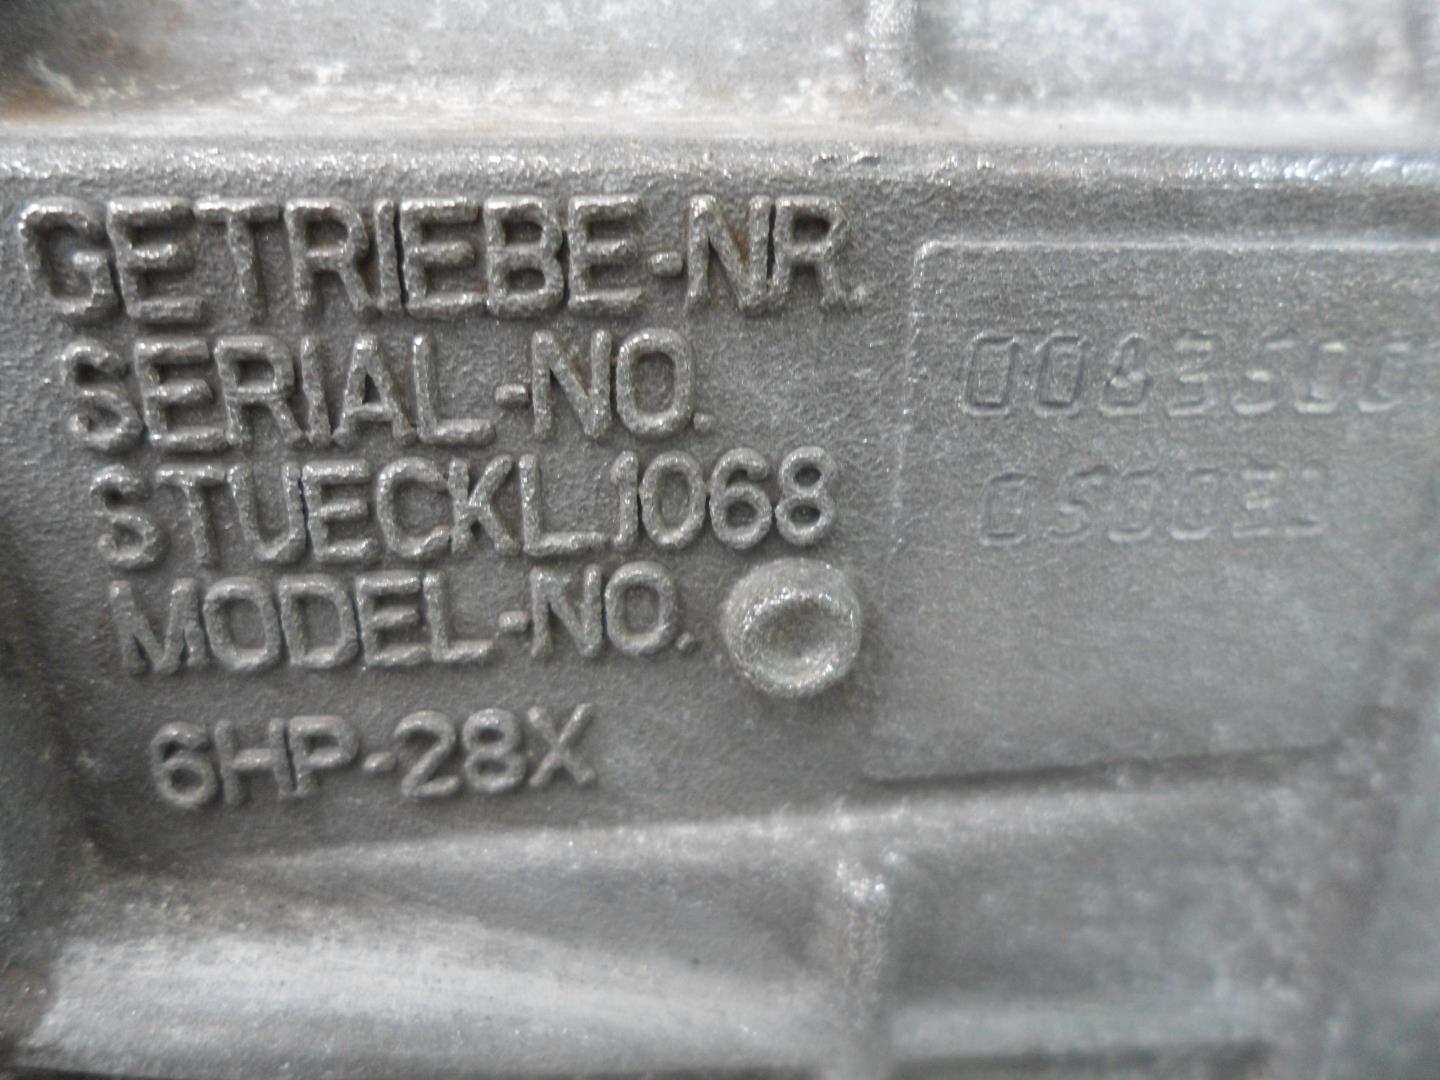 GETRIEBE-NR.
SERIAL-NO.
STUECKL.1068
MODEL-NO.
6HP-28X